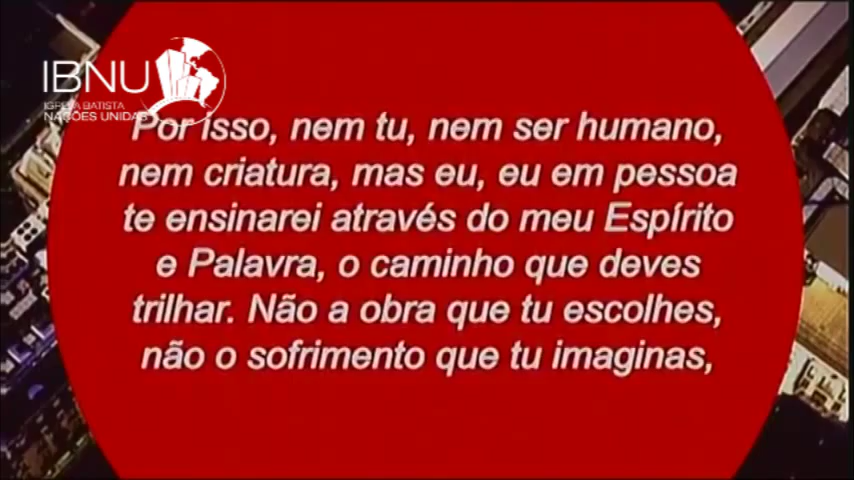 IBNU
IGREJA BATISTA
NAÇÕES UNIDAS
Por isso, nem tu, nem ser humano,
nem criatura, mas eu, eu em pessoa
te ensinarei através do meu Espírito
e Palavra, o caminho que deves
trilhar. Não a obra que tu escolhes,
não o sofrimento que tu imaginas,